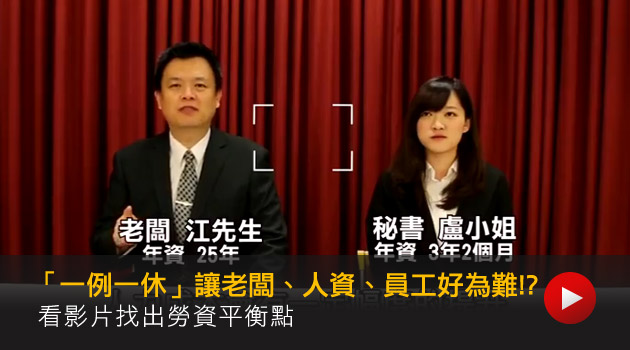 老闆 江先生
年資 25年
秘書 盧小姐
年資 3年2個月
「一例一休」讓老闆、人資、員工好為難!?
看影片找出勞資平衡點